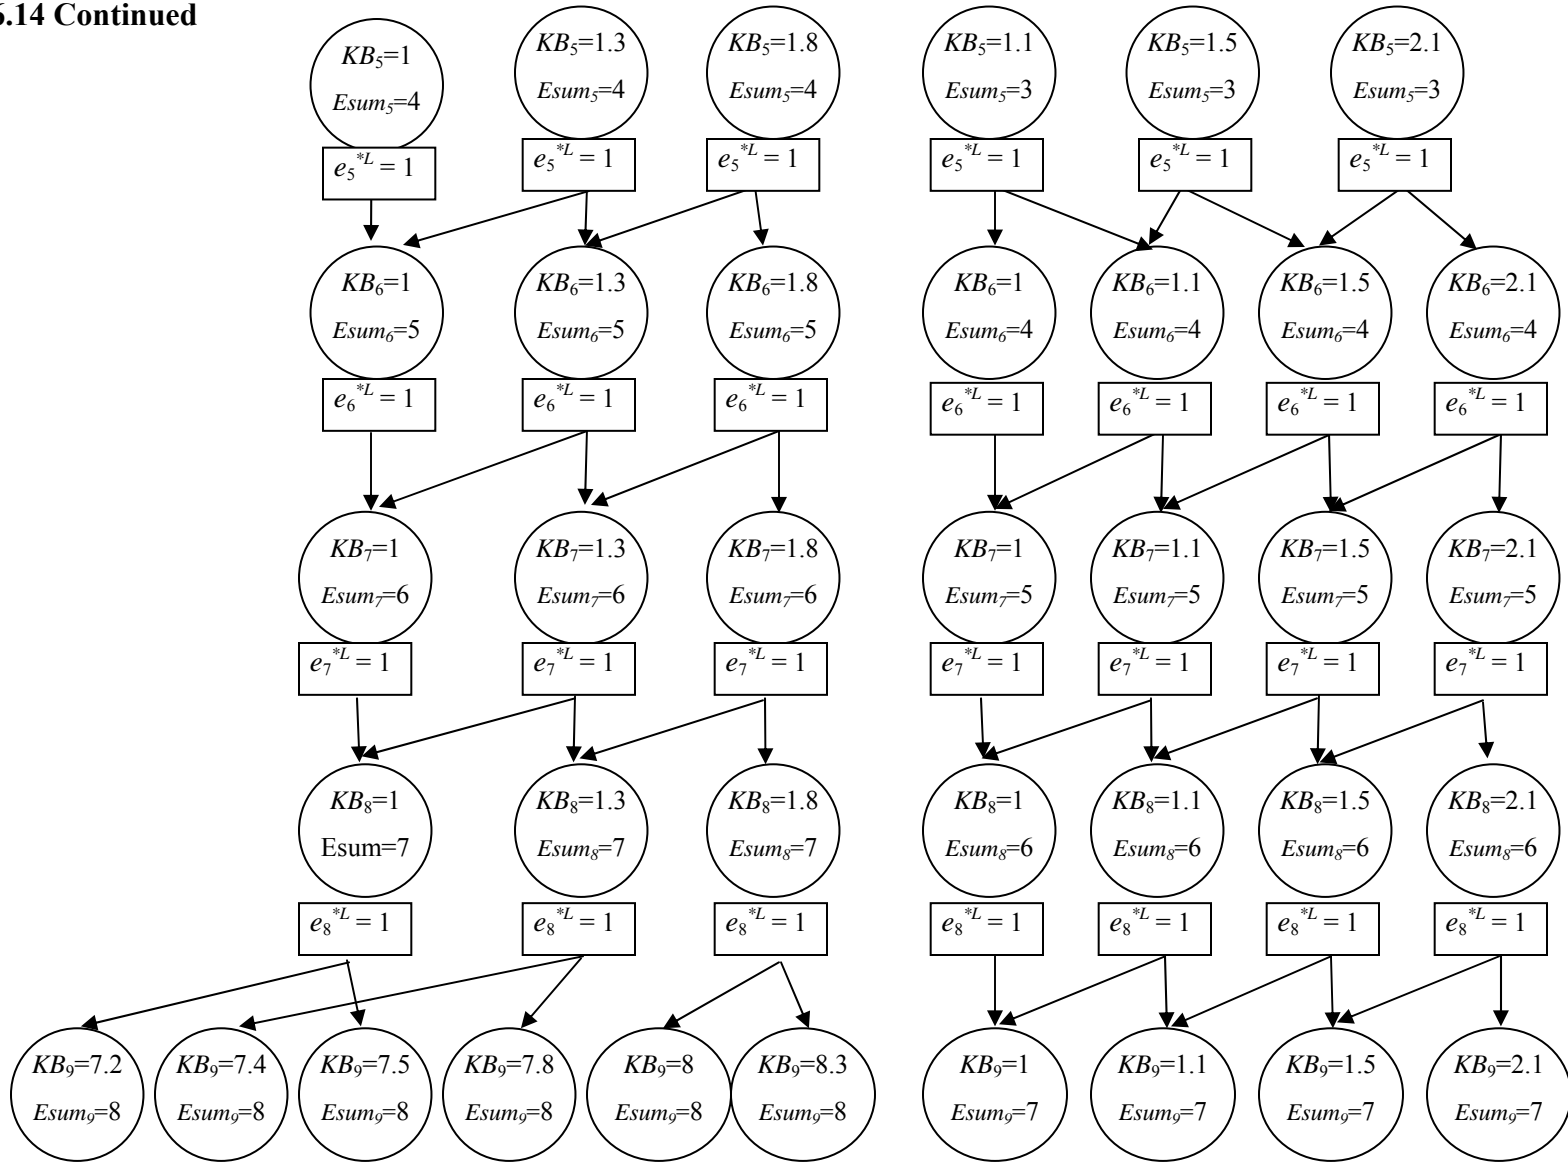 6.14 Continued
KB5=1 KB5=1.3 KB5=1.8 KB5=1.1 KB5=1.5 KB5=2.1
Esum5=4 Esum5=4 Esum5=4 Esum5=3 Esum5=3 Esum5=3
e5*L = 1 e5*L = 1 e5*L = 1 e5*L = 1 e5*L = 1 e5*L = 1
KB6=1 KB6=1.3 KB6=1.8 KB6=1 KB6=1.1 KB6=1.5 KB6=2.1
Esum6=5 Esum6=5 Esum6=5 Esum6=4 Esum6=4 Esum6=4 Esum6=4
e6*L = 1 e6*L = 1 e6*L = 1 e6*L = 1 e6*L = 1 e6*L = 1 e6*L = 1
KB7=1 KB7=1.3 KB7=1.8 KB7=1 KB7=1.1 KB7=1.5 KB7=2.1
Esum7=6 Esum7=6 Esum7=6 Esum7=5 Esum7=5 Esum7=5 Esum7=5
e7*L = 1 e7*L = 1 e7*L = 1 e7*L = 1 e7*L = 1 e7*L = 1 e7*L = 1
KB8=1 KB8=1.3 KB8=1.8 KB8=1 KB8=1.1 KB8=1.5 KB8=2.1
Esum=7 Esum8=7 Esum8=7 Esum8=6 Esum8=6 Esum8=6 Esum8=6
e8*L = 1 e8*L = 1 e8*L = 1 e8*L = 1 e8*L = 1 e8*L = 1 e8*L = 1
KB9=7.2 KB9=7.4 KB9=7.5 KB9=7.8 KB9=8 KB9=8.3 KB9=1 KB9=1.1 KB9=1.5 KB9=2.1
Esum9=8 Esum9=8 Esum9=8 Esum9=8 Esum9=8 Esum9=8 Esum9=7 Esum9=7 Esum9=7 Esum9=7